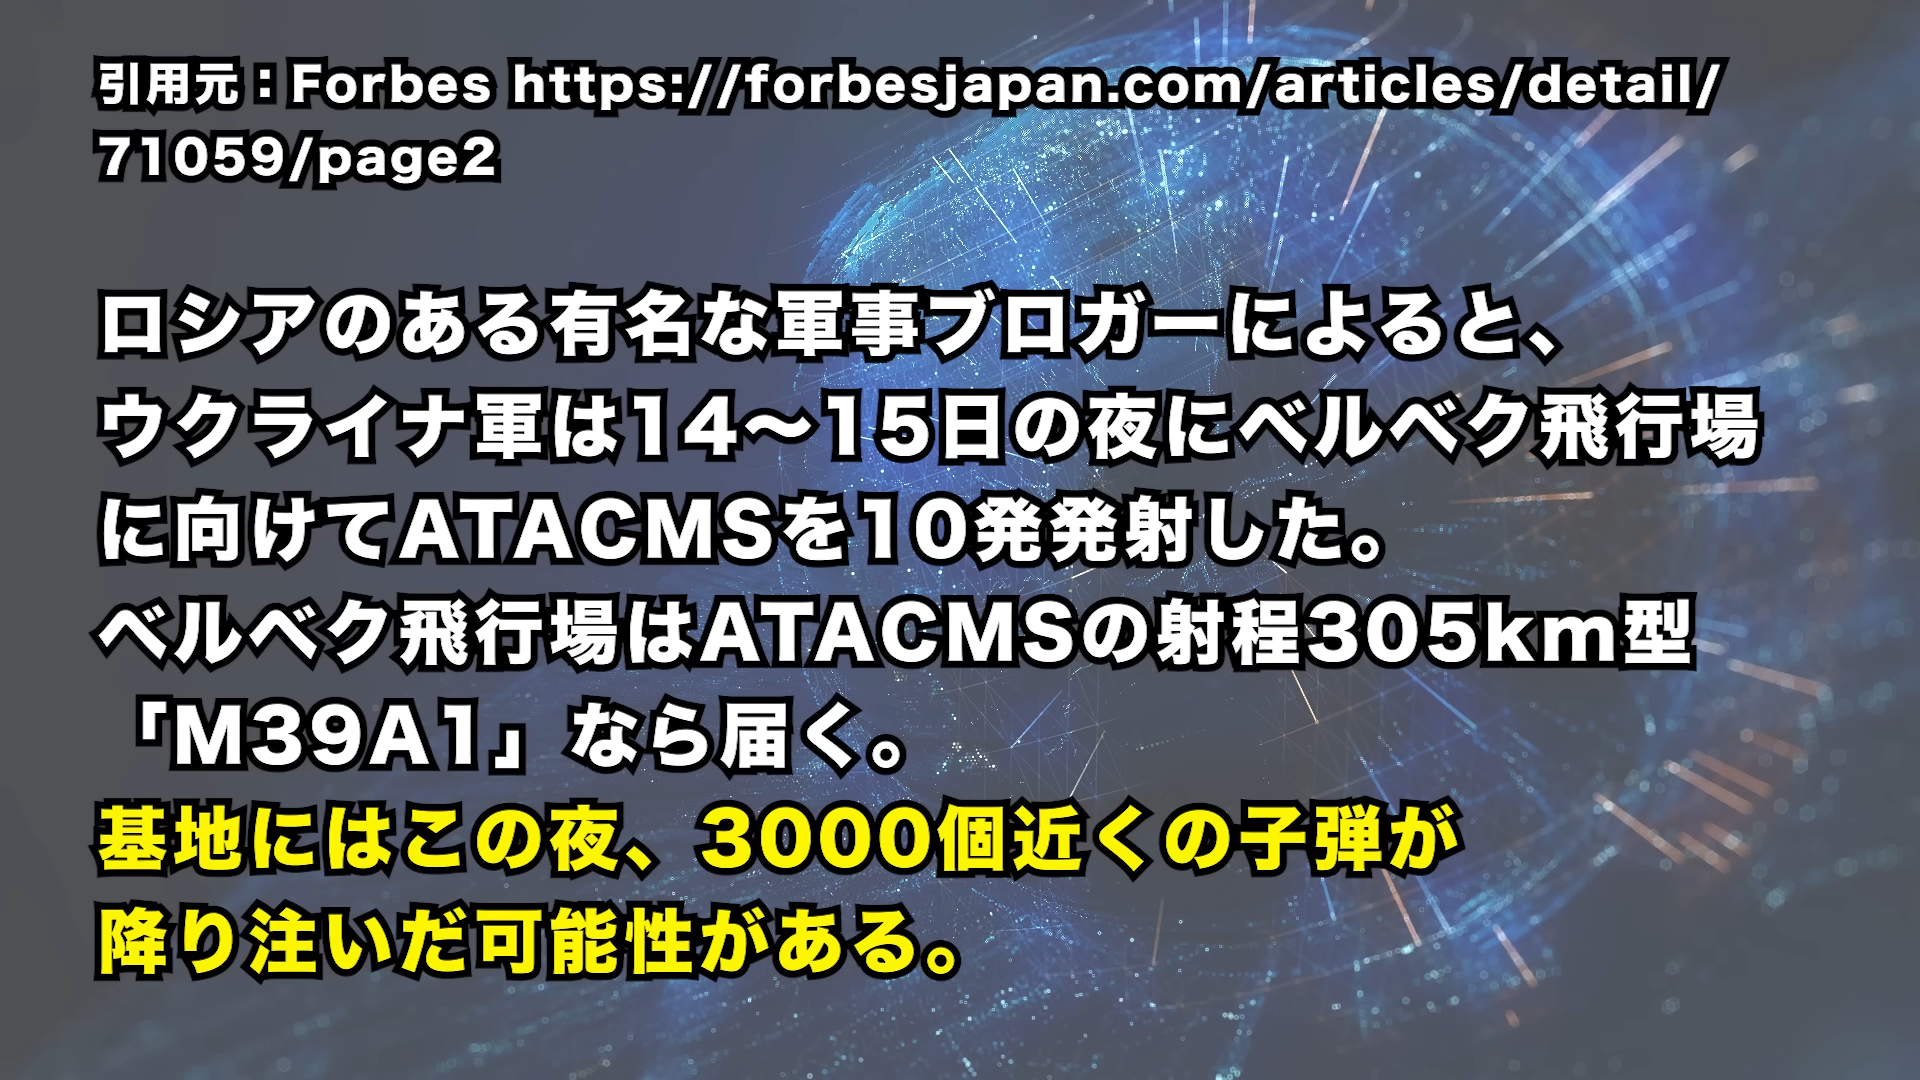 引用元：Forbes https://forbesjapan.com/articles/detail/
71059/page2
ロシアのある有名な軍事ブロガーによると、
ウクライナ軍は14〜15日の夜にベルベク飛行場
に向けてATACMSを10発発射した。
ベルベク飛行場はATACMSの射程305km型
「M39A1」なら届く。
基地にはこの夜、3000個近くの子弾が
降り注いだ可能性がある。